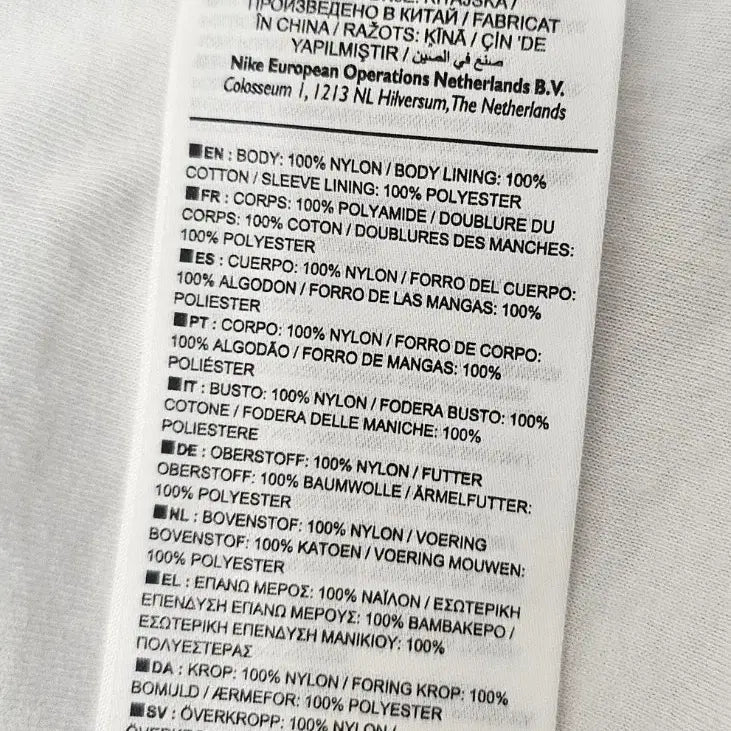 ПРОИЗВЕДЕНО В КИТАЙ / FABRICAT
ÎN CHINA / RAŽOTS: ĶĪNĀ / ÇİN 'DE
YAPILMIŞTIR / صنع في الصين
Nike European Operations Netherlands B.V.
Colosseum 1, 1213 NL Hilversum, The Netherlands
■EN : BODY: 100% NYLON / BODY LINING: 100%
COTTON / SLEEVE LINING: 100% POLYESTER
■FR : CORPS: 100% POLYAMIDE / DOUBLURE DU
CORPS: 100% COTON / DOUBLURES DES MANCHES:
100% POLYESTER
■ES : CUERPO: 100% NYLON / FORRO DEL CUERPO:
100% ALGODON / FORRO DE LAS MANGAS: 100%
POLIESTER
■PT : CORPO: 100% NYLON / FORRO DE CORPO:
100% ALGODÃO / FORRO DE MANGAS: 100%
POLIÉSTER
■IT : BUSTO: 100% NYLON / FODERA BUSTO: 100%
COTONE / FODERA DELLE MANICHE: 100%
POLIESTERE
■DE : OBERSTOFF: 100% NYLON / FUTTER
OBERSTOFF: 100% BAUMWOLLE / ÄRMELFUTTER:
100% POLYESTER
■NL : BOVENSTOF: 100% NYLON / VOERING
BOVENSTOF: 100% KATOEN / VOERING MOUWEN:
100% POLYESTER
■EL : ΕΠΑΝΩ ΜΕΡΟΣ: 100% ΝΑΪΛΟΝ / ΕΣΩΤΕΡΙΚΗ
ΕΠΕΝΔΥΣΗ ΕΠΑΝΩ ΜΕΡΟΥΣ: 100% ΒΑΜΒΑΚΕΡΟ /
ΕΣΩΤΕΡΙΚΗ ΕΠΕΝΔΥΣΗ ΜΑΝΙΚΙΟΥ: 100%
ΠΟΛΥΕΣΤΕΡΑΣ
■DA : KROP: 100% NYLON / FORING KROP: 100%
BOMULD / ÆRMEFOR: 100% POLYESTER
■SV : ÖVERKROPP: 100% NYLON /